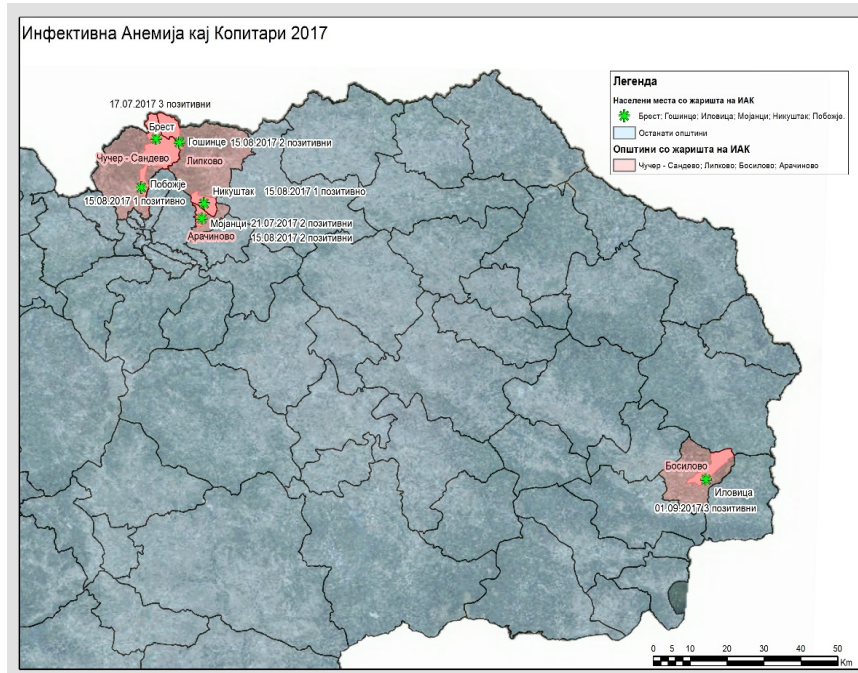 Инфективна Анемија кај Копитари 2017
Легенда
Населени места со жаришта на ИАК
Брест; Гошинце; Иловица; Мојанци; Никуштак; Побожје.
Останати општини
Општини со жаришта на ИАК
Чучер - Сандево; Липково; Босилово; Арачиново
17.07.2017 3 позитивни
Брест
Гошинце 15.08.2017 2 позитивни
Чучер - Сандево
Липково
Побожје
Никуштак 15.08.2017 1 позитивно
15.08.2017 1 позитивно
Мојанци 21.07.2017 2 позитивни
Арачиново 15.08.2017 2 позитивни
Босилово
Иловица
01.09.2017 3 позитивни
0 5 10 20 30 40 50
Km